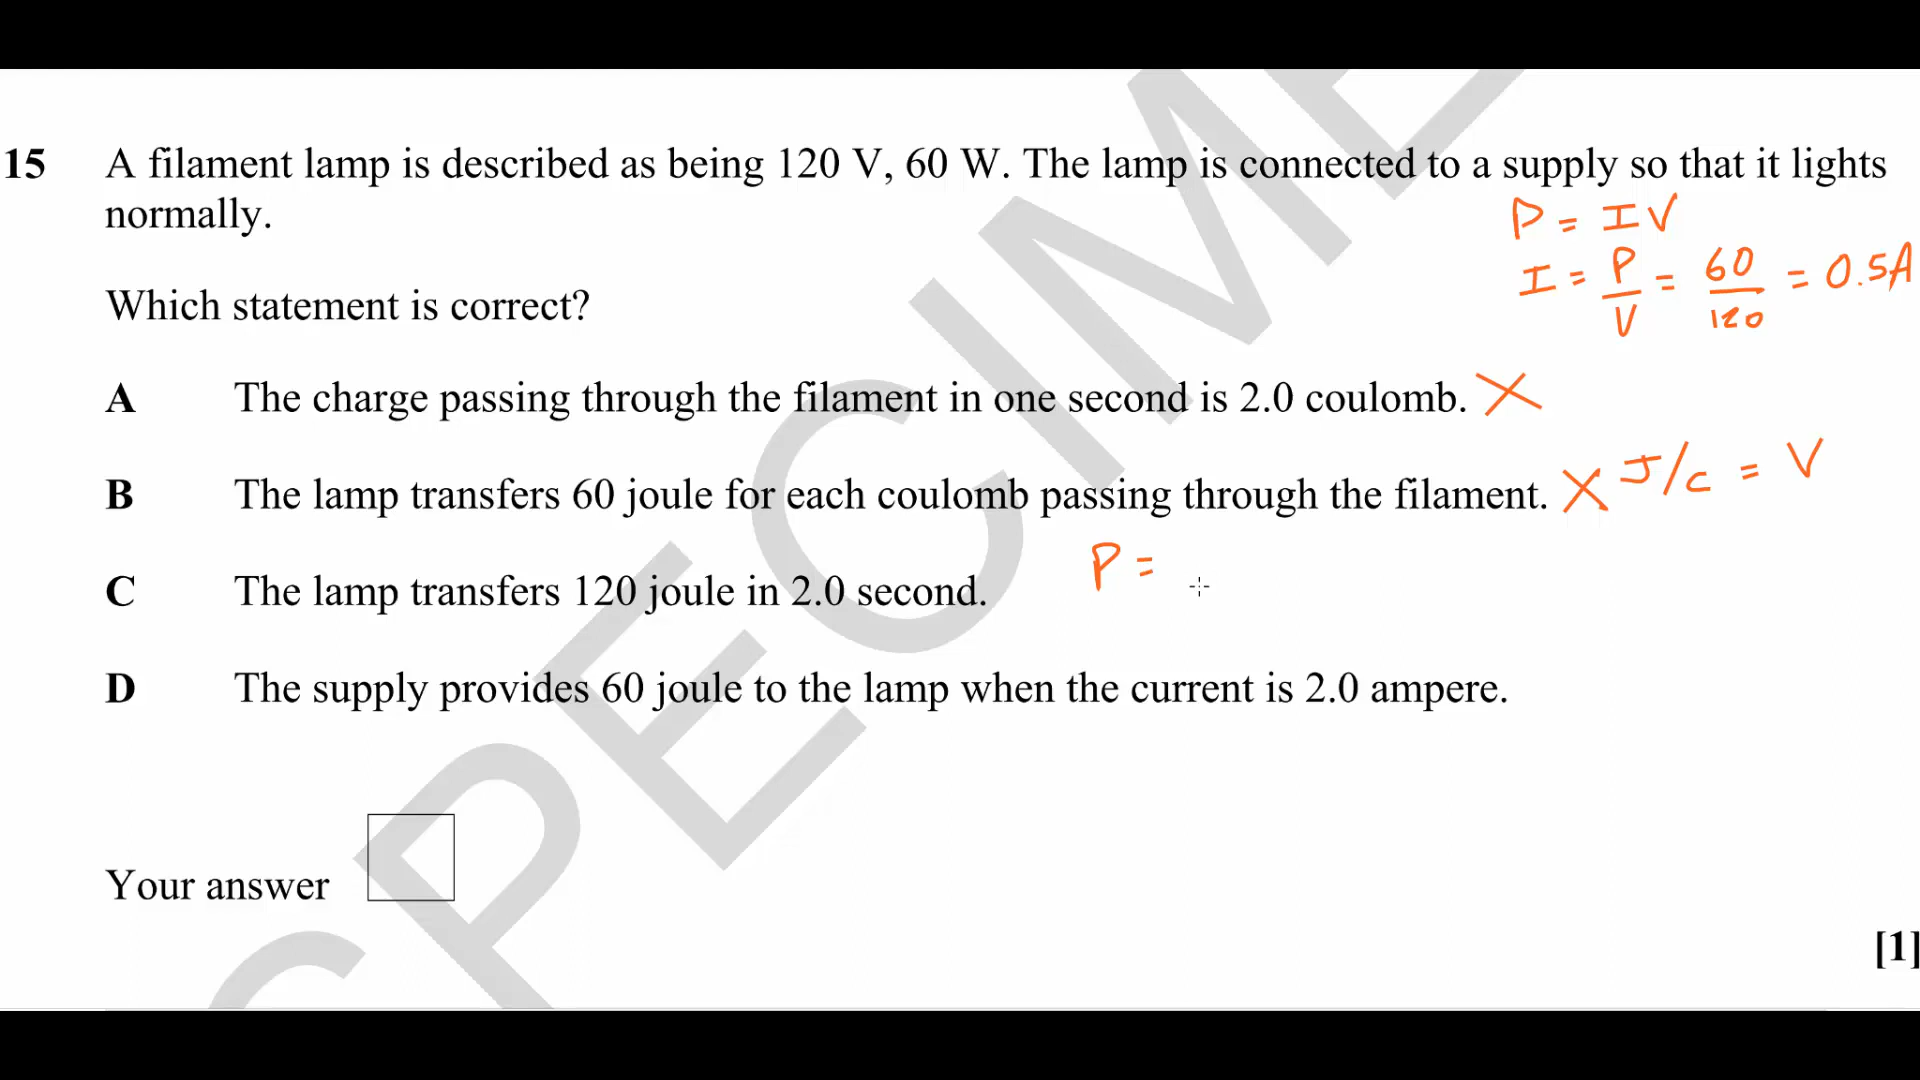 15 A filament lamp is described as being 120 V, 60 W. The lamp is connected to a supply so that it lights
normally.
P = IV
I = P/V = 60/120 = 0.5A
Which statement is correct?
A The charge passing through the filament in one second is 2.0 coulomb. X
B The lamp transfers 60 joule for each coulomb passing through the filament. X J/C = V
C The lamp transfers 120 joule in 2.0 second. P =
D The supply provides 60 joule to the lamp when the current is 2.0 ampere.
Your answer
[1]
SPECIME